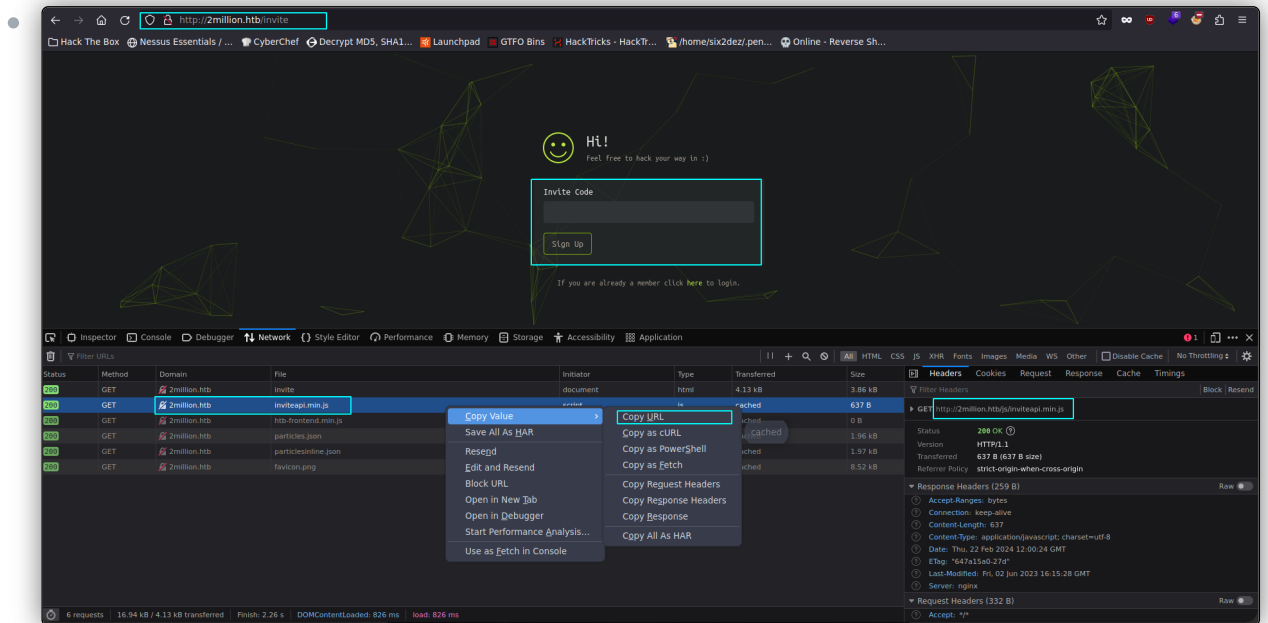 http://2million.htb/invite
Hack The Box Nessus Essentials / ... CyberChef Decrypt MD5, SHA1... Launchpad GTFO Bins HackTricks - HackTr... /home/six2dez/.pen... Online - Reverse Sh...
Hi!
Feel free to hack your way in :)
Invite Code
Sign Up
If you are already a member click here to login.
Inspector Console Debugger Network Style Editor Performance Memory Storage Accessibility Application 1
Filter URLs All HTML CSS JS XHR Fonts Images Media WS Other Disable Cache No Throttling
Status Method Domain File Initiator Type Transferred Size
200 GET 2million.htb invite document html 4.13 kB 3.86 kB
200 GET 2million.htb inviteapi.min.js script js cached 637 B
200 GET 2million.htb htb-frontend.min.js cached 0 B
200 GET 2million.htb particles.json cached 1.96 kB
200 GET 2million.htb particlesinline.json cached 1.97 kB
200 GET 2million.htb favicon.png cached 8.52 kB
Copy Value
Save All As HAR
Resend
Edit and Resend
Block URL
Open in New Tab
Open in Debugger
Start Performance Analysis...
Use as Fetch in Console
Copy URL
Copy as cURL
Copy as PowerShell
Copy as Fetch
Copy Request Headers
Copy Response Headers
Copy Response
Copy All As HAR
cached
Headers Cookies Request Response Cache Timings
Filter Headers Block Resend
GET http://2million.htb/js/inviteapi.min.js
Status 200 OK
Version HTTP/1.1
Transferred 637 B (637 B size)
Referrer Policy strict-origin-when-cross-origin
Response Headers (259 B) Raw
Accept-Ranges: bytes
Connection: keep-alive
Content-Length: 637
Content-Type: application/javascript; charset=utf-8
Date: Thu, 22 Feb 2024 12:00:24 GMT
ETag: "647a15a0-27d"
Last-Modified: Fri, 02 Jun 2023 16:15:28 GMT
Server: nginx
Request Headers (332 B) Raw
Accept: */*
6 requests 16.94 kB / 4.13 kB transferred Finish: 2.26 s DOMContentLoaded: 826 ms load: 826 ms